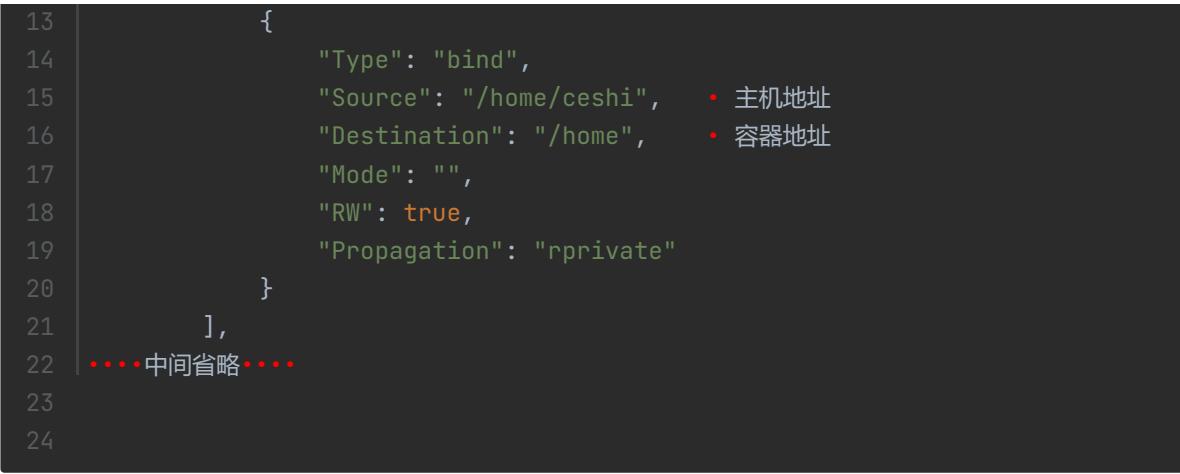 13 {
14 "Type": "bind",
15 "Source": "/home/ceshi", · 主机地址
16 "Destination": "/home", · 容器地址
17 "Mode": "",
18 "RW": true,
19 "Propagation": "rprivate"
20 }
21 ],
22 ····中间省略····
23
24